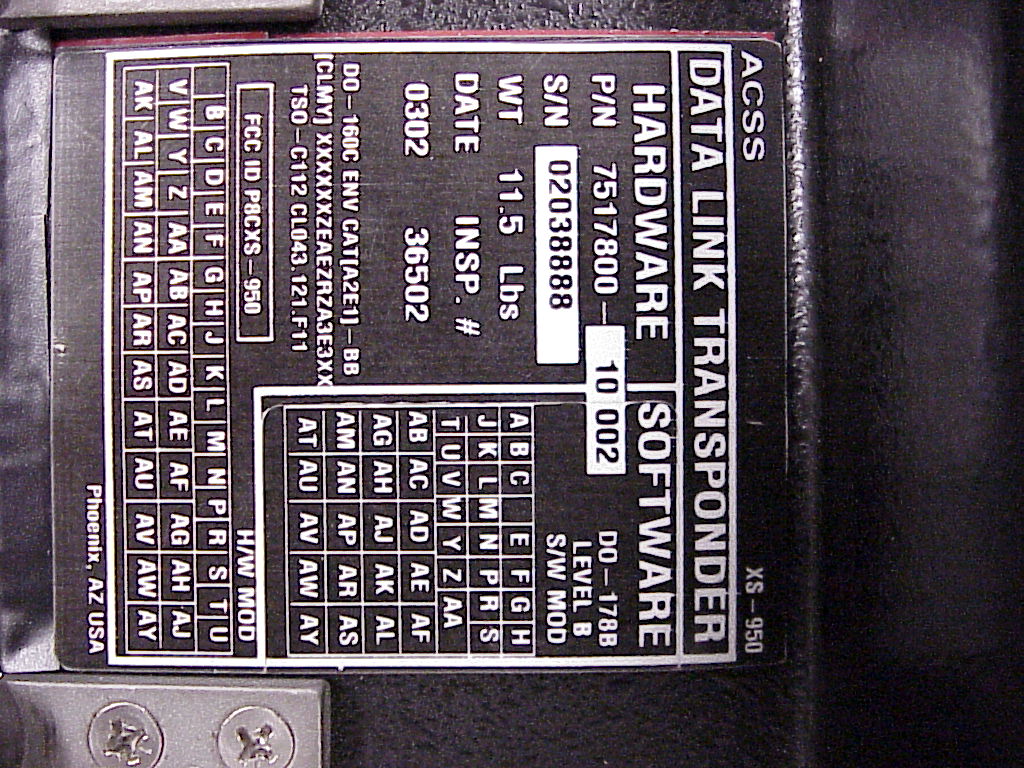 ACSS XS-950
DATA LINK TRANSPONDER
HARDWARE SOFTWARE
P/N 7517800-10 002 DO-178B
LEVEL B
S/N 02038888 S/W MOD
WT 11.5 Lbs
DATE INSP. #
0302 36502
A B C E F G H
J K L M N P R S
T U V W Y Z AA
AB AC AD AE AF
AG AH AJ AK AL
AM AN AP AR AS
AT AU AV AW AY
DO-160C ENV CAT[A2E1]-BB
[CLMY] XXXXXXZEAEZRZA3E3XX
TSO-C112 CL043.121.F11
FCC ID P8CXS-950 H/W MOD
B C D E F G H J K L M N P R S T U
V W Y Z AA AB AC AD AE AF AG AH AJ
AK AL AM AN AP AR AS AT AU AV AW AY
Phoenix, AZ USA